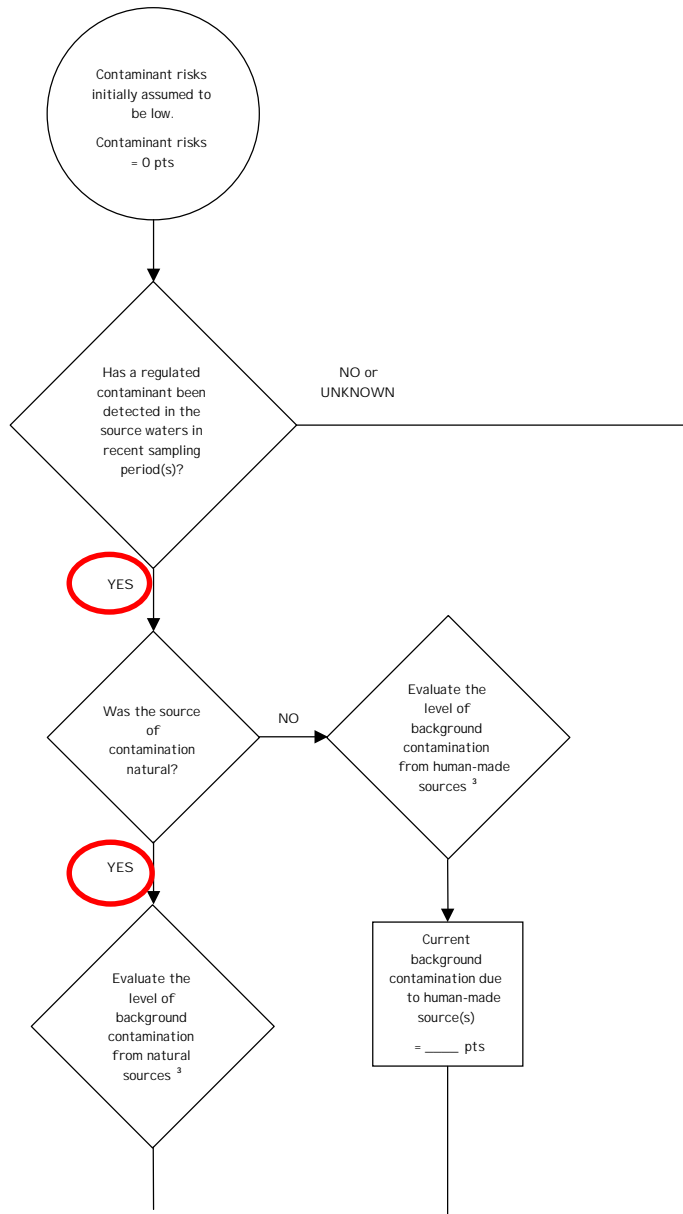 Contaminant risks
initially assumed to
be low.
Contaminant risks
= 0 pts
Has a regulated
contaminant been
detected in the
source waters in
recent sampling
period(s)?
NO or
UNKNOWN
YES
Was the source
of
contamination
natural?
NO
Evaluate the
level of
background
contamination
from human-made
sources ³
YES
Evaluate the
level of
background
contamination
from natural
sources ³
Current
background
contamination due
to human-made
source(s)
= _____ pts